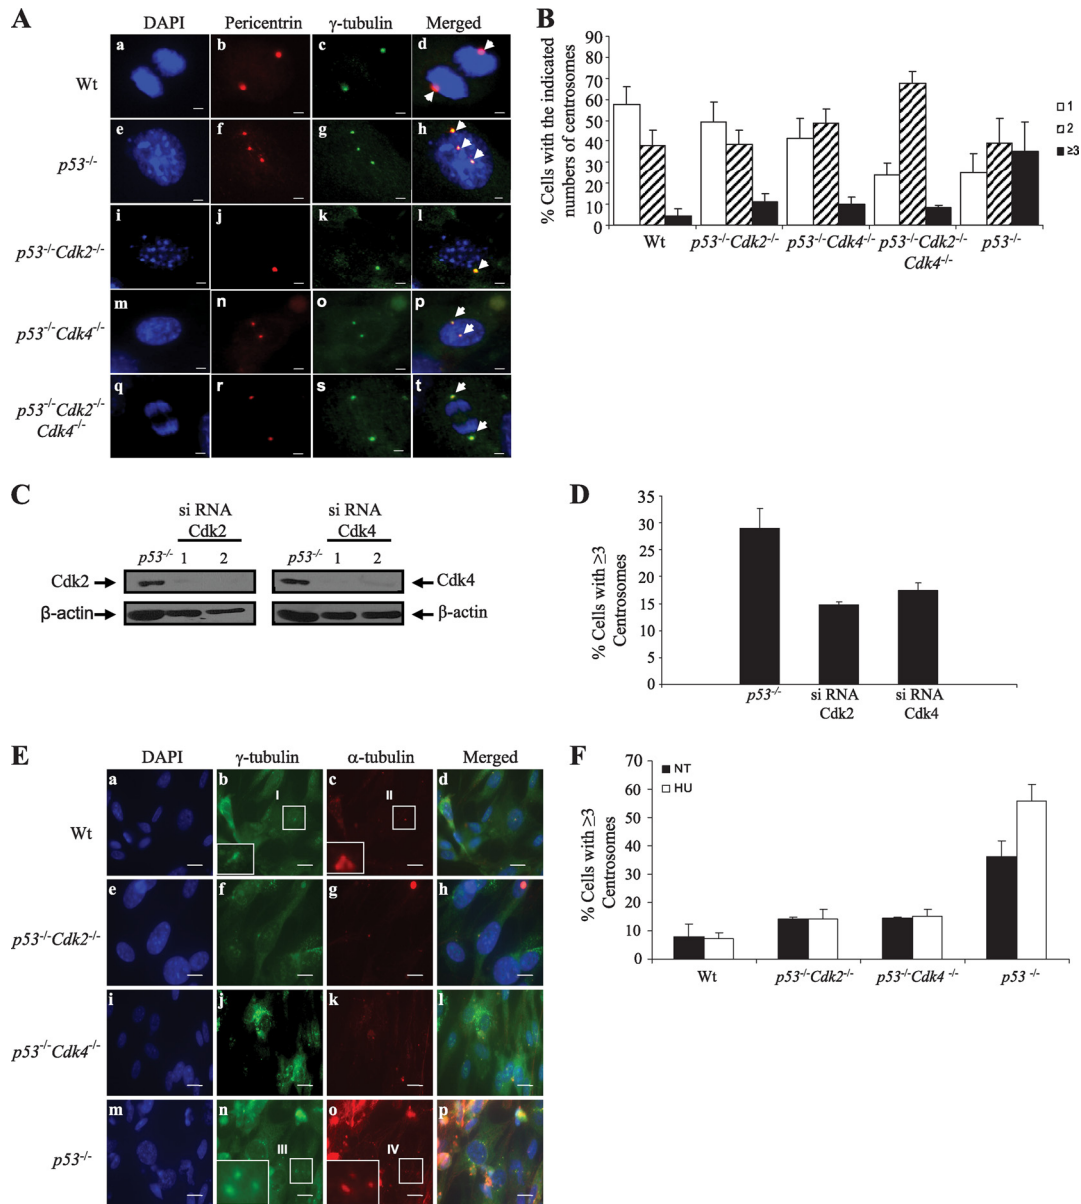 A
DAPI Pericentrin γ-tubulin Merged
Wt
a b c d
p53-/-
e f g h
p53-/-Cdk2-/-
i j k l
p53-/-Cdk4-/-
m n o p
p53-/-Cdk2-/-
Cdk4-/-
q r s t
B
% Cells with the indicated
numbers of centrosomes
90
80
70
60
50
40
30
20
10
0
Wt p53-/-Cdk2-/- p53-/-Cdk4-/- p53-/-Cdk2-/- p53-/-
Cdk4-/-
1
2
≥3
C
si RNA
Cdk2
p53-/- 1 2
si RNA
Cdk4
p53-/- 1 2
Cdk2
Cdk4
β-actin
β-actin
D
% Cells with ≥3
Centrosomes
35
30
25
20
15
10
5
0
p53-/-
si RNA
Cdk2
si RNA
Cdk4
E
DAPI γ-tubulin α-tubulin Merged
Wt
a b c d
I II
p53-/-Cdk2-/-
e f g h
p53-/-Cdk4-/-
i j k l
p53-/-
m n o p
III IV
F
% Cells with ≥3
Centrosomes
70
60
50
40
30
20
10
0
NT
HU
Wt p53-/-Cdk2-/- p53-/-Cdk4 -/- p53 -/-